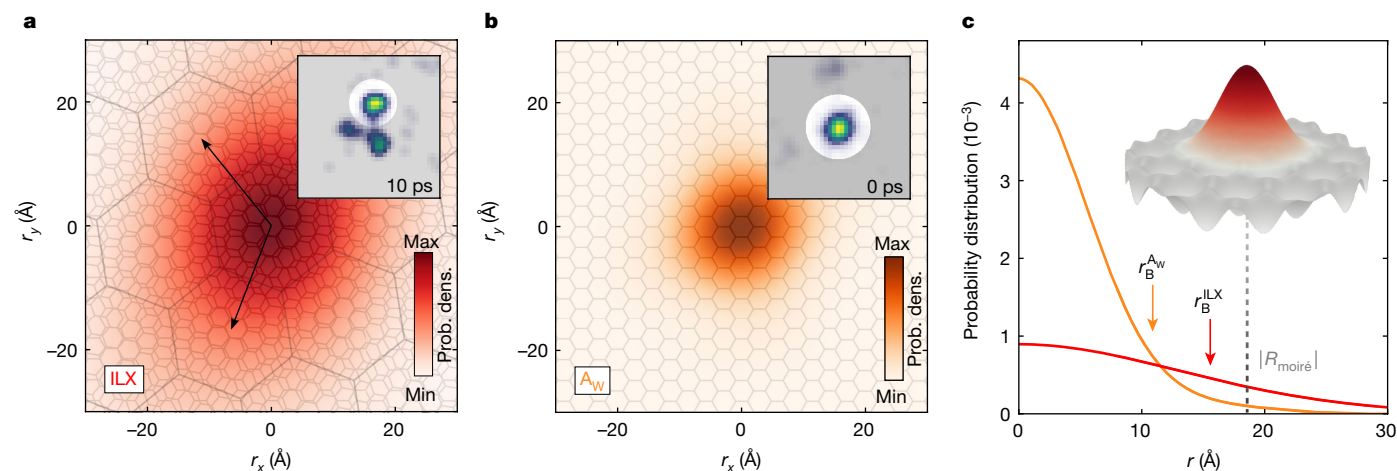 a
10 ps
ILX
Max
Prob. dens.
Min
−20
0
20
20
0
−20
r_x (Å)
r_y (Å)
b
0 ps
A_W
Max
Prob. dens.
Min
−20
0
20
20
0
−20
r_x (Å)
r_y (Å)
c
Probability distribution (10⁻³)
4
3
2
1
0
r_B^{A_W}
r_B^{ILX}
|R_moiré|
0
10
20
30
r (Å)